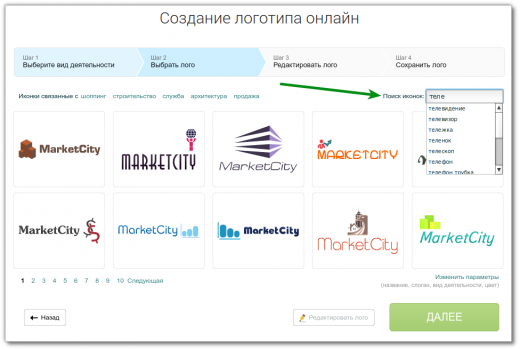 Создание логотипа онлайн
Шаг 1
Выберите вид деятельности
Шаг 2
Выбрать лого
Шаг 3
Редактировать лого
Шаг 4
Сохранить лого
Иконки связанные с шоппинг строительство служба архитектура продажа
Поиск иконок: теле
телевидение
телевизор
тележка
теленок
телескоп
телефон
телефон трубка
MarketCity
MARKETCITY
MARKETCITY
MARKETCITY
MarketCity
MarketCity
MarketCity
MarketCity
MarketCity
1 2 3 4 5 6 7 8 9 10 Следующая
Изменить параметры
(название, слоган, вид деятельности, цвет)
Назад
Редактировать лого
ДАЛЕЕ